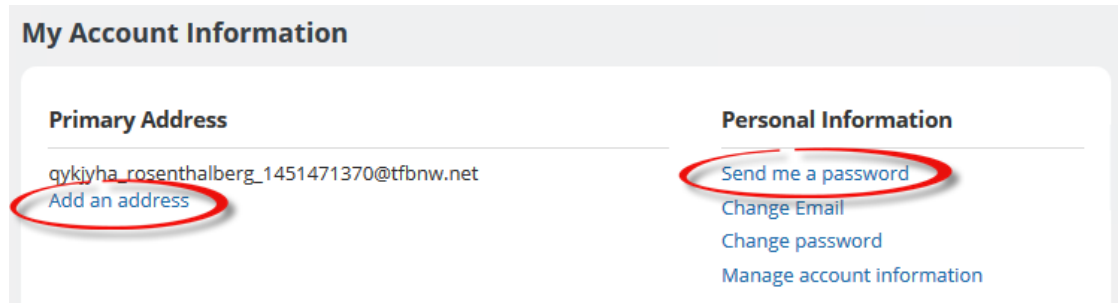 My Account Information
Primary Address
qykjyha_rosenthalberg_1451471370@tfbnw.net
Add an address
Personal Information
Send me a password
Change Email
Change password
Manage account information